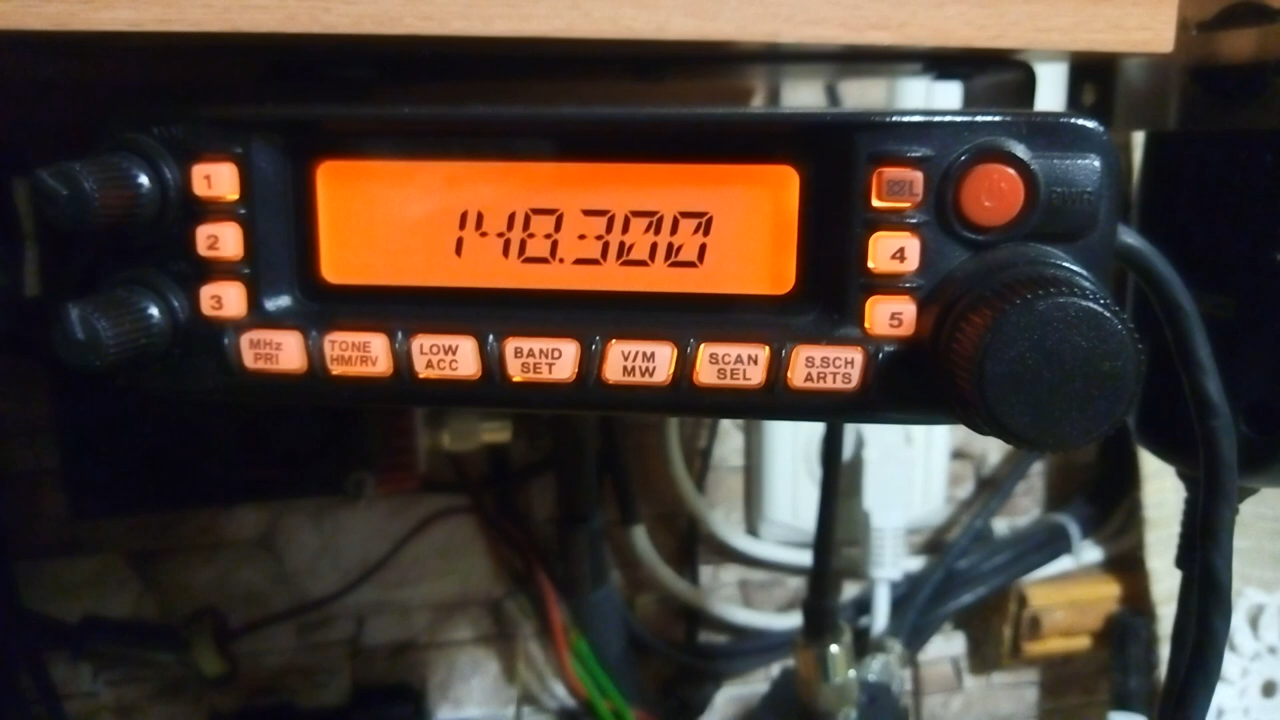 1
2
3
148.300
PWR
4
5
MHz
PRI
TONE
HM/RV
LOW
ACC
BAND
SET
V/M
MW
SCAN
SEL
S.SCH
ARTS